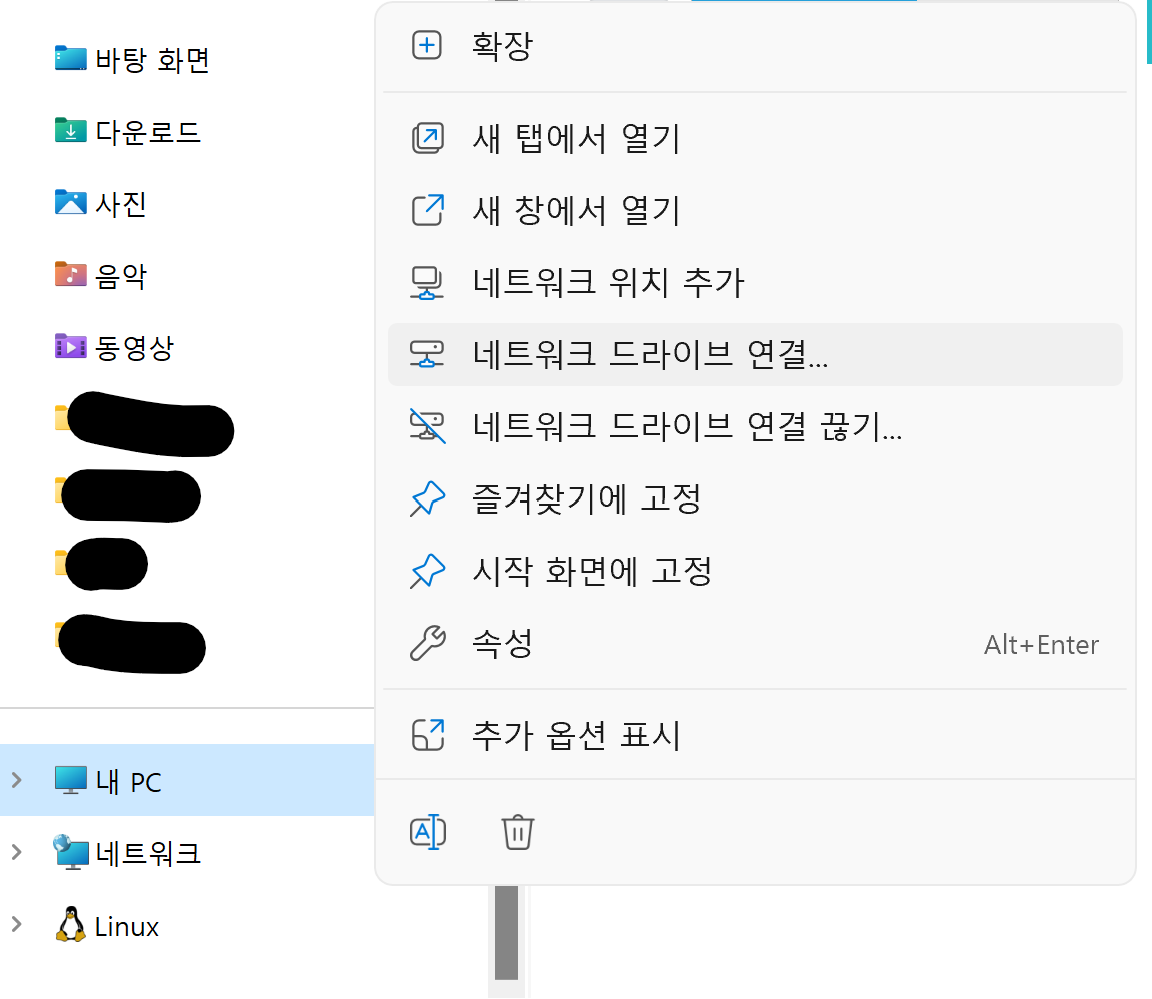 바탕 화면
다운로드
사진
음악
동영상
내 PC
네트워크
Linux
확장
새 탭에서 열기
새 창에서 열기
네트워크 위치 추가
네트워크 드라이브 연결...
네트워크 드라이브 연결 끊기...
즐겨찾기에 고정
시작 화면에 고정
속성 Alt+Enter
추가 옵션 표시